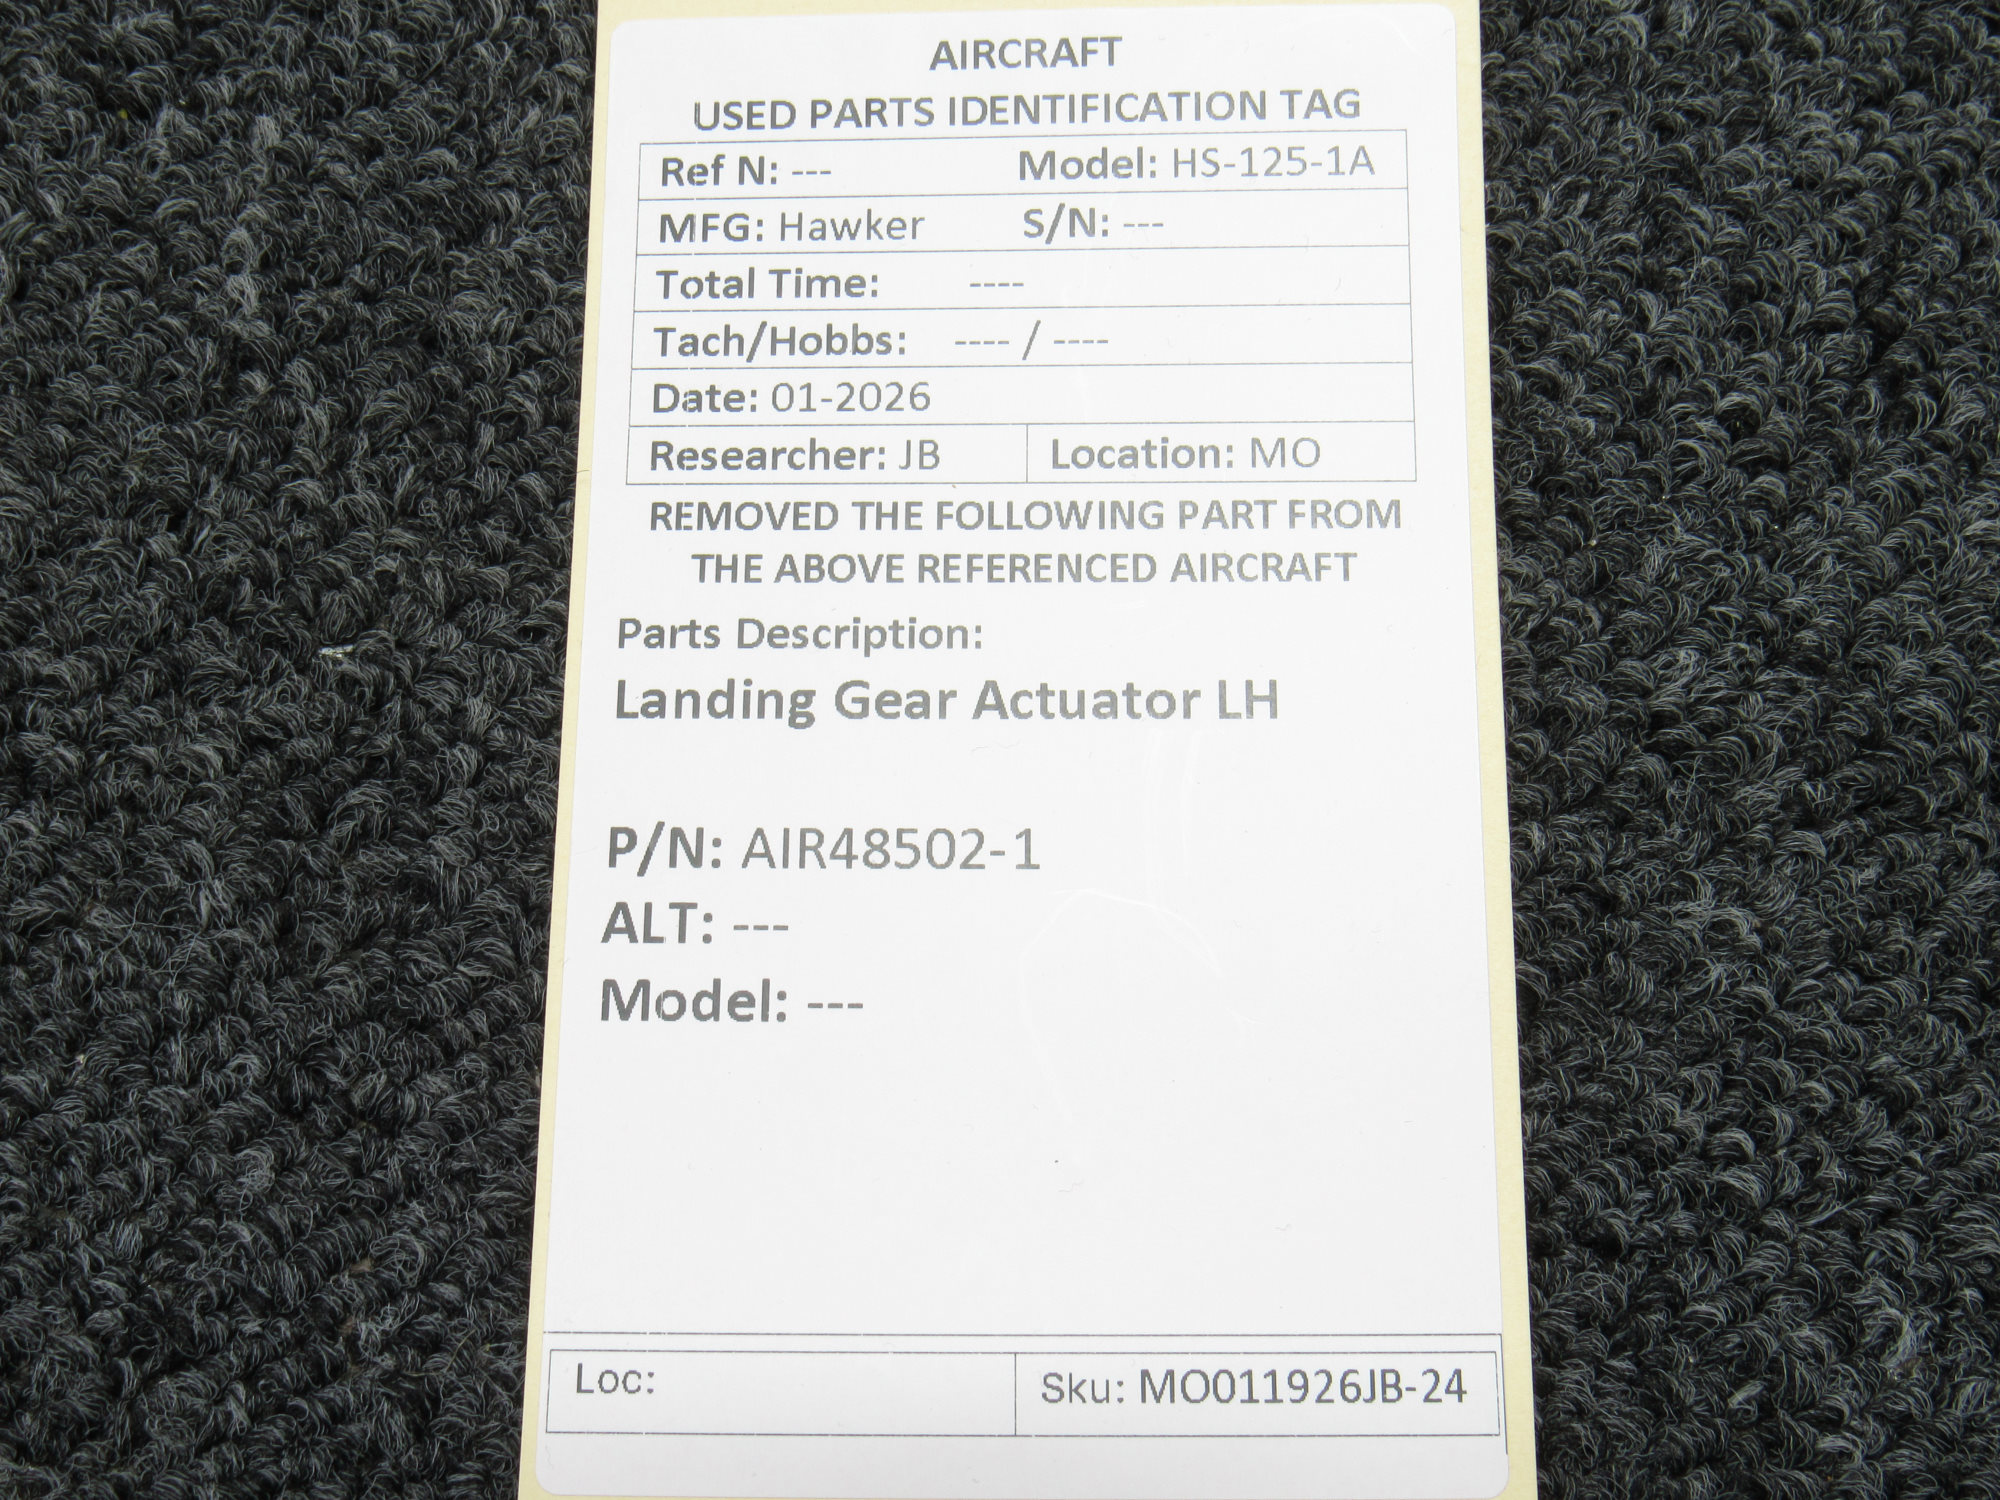 AIRCRAFT
USED PARTS IDENTIFICATION TAG
Ref N: --- Model: HS-125-1A
MFG: Hawker S/N: ---
Total Time: ----
Tach/Hobbs: ---- / ----
Date: 01-2026
Researcher: JB Location: MO
REMOVED THE FOLLOWING PART FROM
THE ABOVE REFERENCED AIRCRAFT
Parts Description:
Landing Gear Actuator LH
P/N: AIR48502-1
ALT: ---
Model: ---
Loc: Sku: MO011926JB-24